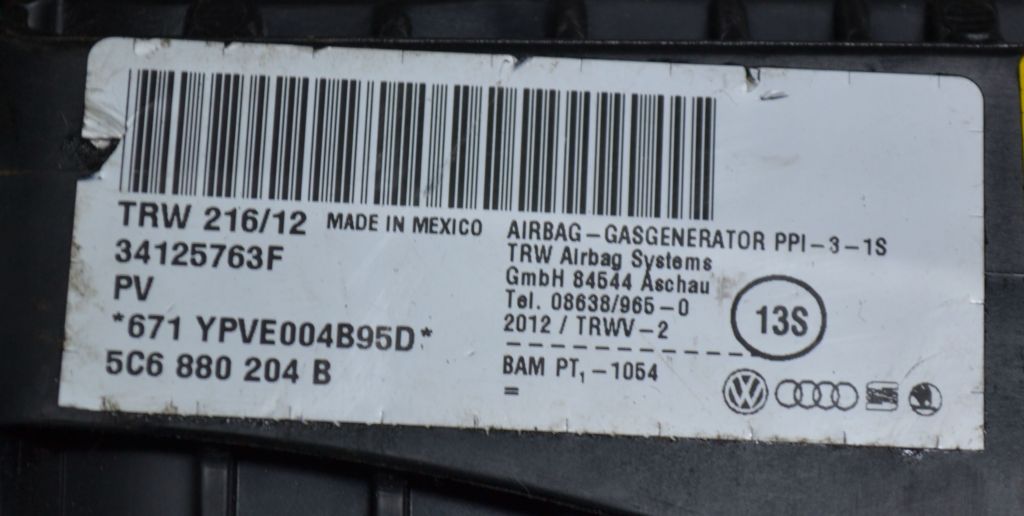 TRW 216/12 MADE IN MEXICO
34125763F
PV
*671 YPVE004B95D*
5C6 880 204 B
AIRBAG-GASGENERATOR PPI-3-1S
TRW Airbag Systems
GmbH 84544 Aschau
Tel. 08638/965-0
2012 / TRWV-2
13S
BAM PT₁-1054
=